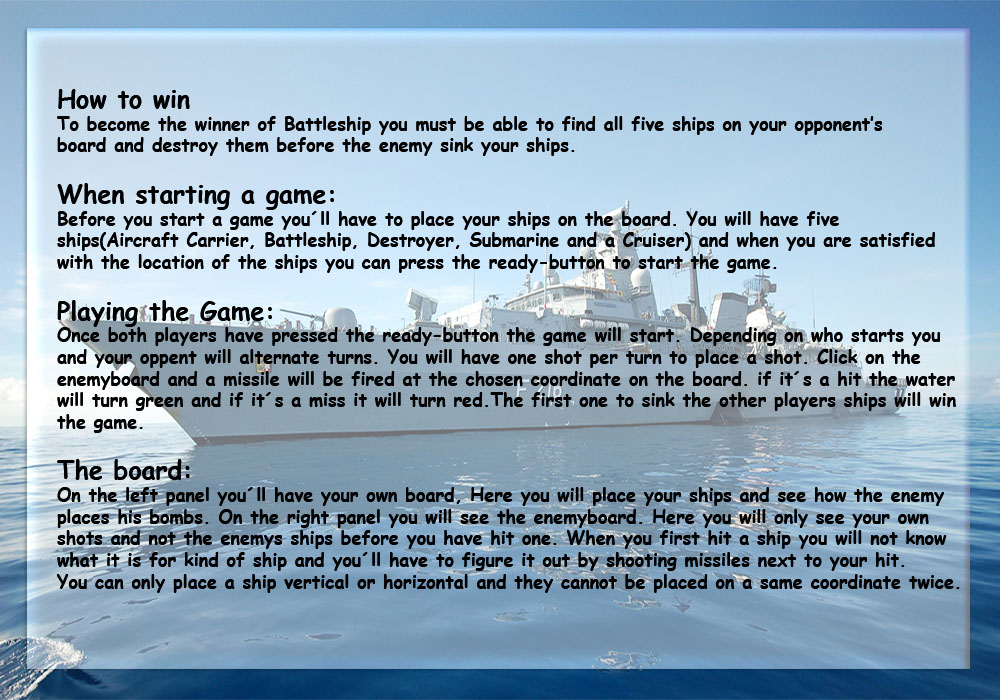 How to win
To become the winner of Battleship you must be able to find all five ships on your opponent's
board and destroy them before the enemy sink your ships.
When starting a game:
Before you start a game you´ll have to place your ships on the board. You will have five
ships(Aircraft Carrier, Battleship, Destroyer, Submarine and a Cruiser) and when you are satisfied
with the location of the ships you can press the ready-button to start the game.
Playing the Game:
Once both players have pressed the ready-button the game will start. Depending on who starts you
and your oppent will alternate turns. You will have one shot per turn to place a shot. Click on the
enemyboard and a missile will be fired at the chosen coordinate on the board. if it´s a hit the water
will turn green and if it´s a miss it will turn red.The first one to sink the other players ships will win
the game.
The board:
On the left panel you´ll have your own board, Here you will place your ships and see how the enemy
places his bombs. On the right panel you will see the enemyboard. Here you will only see your own
shots and not the enemys ships before you have hit one. When you first hit a ship you will not know
what it is for kind of ship and you´ll have to figure it out by shooting missiles next to your hit.
You can only place a ship vertical or horizontal and they cannot be placed on a same coordinate twice.